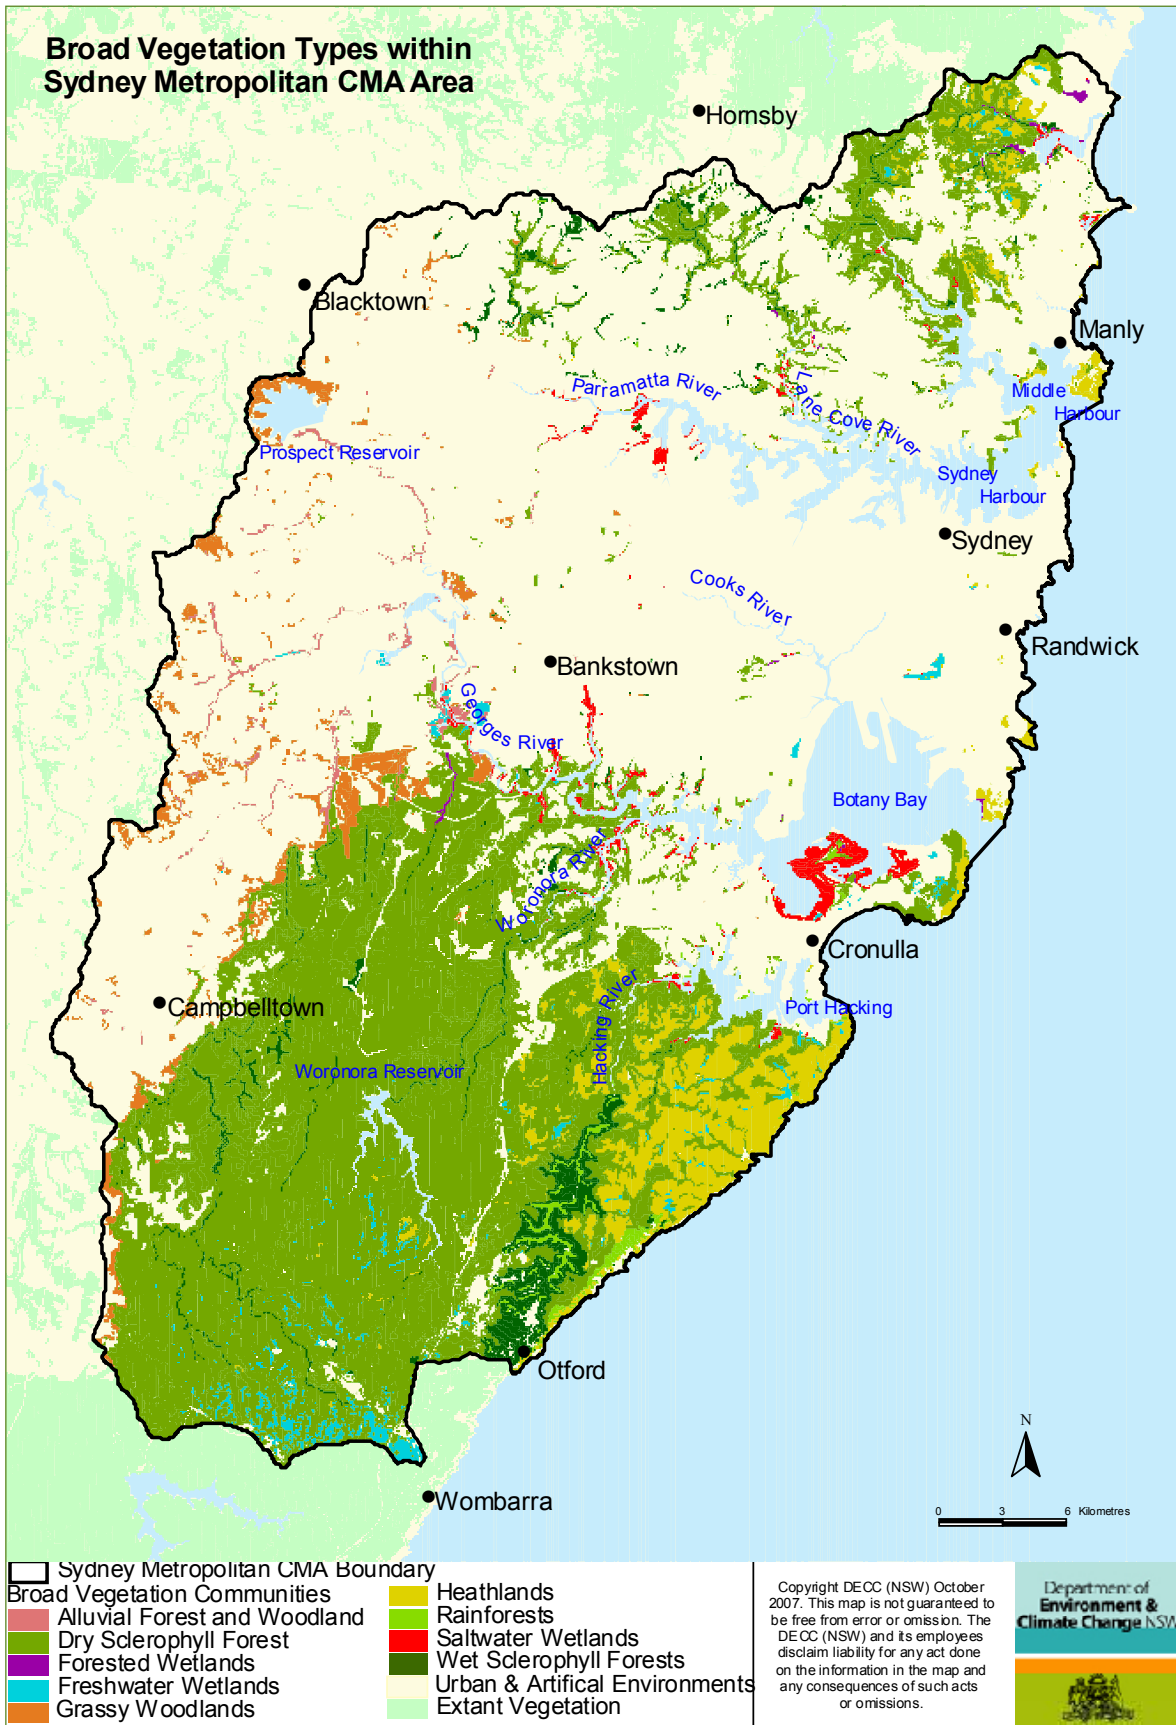 Broad Vegetation Types within
Sydney Metropolitan CMA Area
Hornsby
Blacktown
Manly
Parramatta River
Lane Cove River
Middle
Harbour
Prospect Reservoir
Sydney
Harbour
Sydney
Cooks River
Randwick
Bankstown
Georges River
Botany Bay
Woronora River
Cronulla
Hacking River
Campbelltown
Port Hacking
Woronora Reservoir
Otford
N
Wombarra
0 3 6 Kilometres
Sydney Metropolitan CMA Boundary
Broad Vegetation Communities
Alluvial Forest and Woodland
Dry Sclerophyll Forest
Forested Wetlands
Freshwater Wetlands
Grassy Woodlands
Heathlands
Rainforests
Saltwater Wetlands
Wet Sclerophyll Forests
Urban & Artifical Environments
Extant Vegetation
Copyright DECC (NSW) October
2007. This map is not guaranteed to
be free from error or omission. The
DECC (NSW) and its employees
disclaim liability for any act done
on the information in the map and
any consequences of such acts
or omissions.
Department of
Environment &
Climate Change NSW